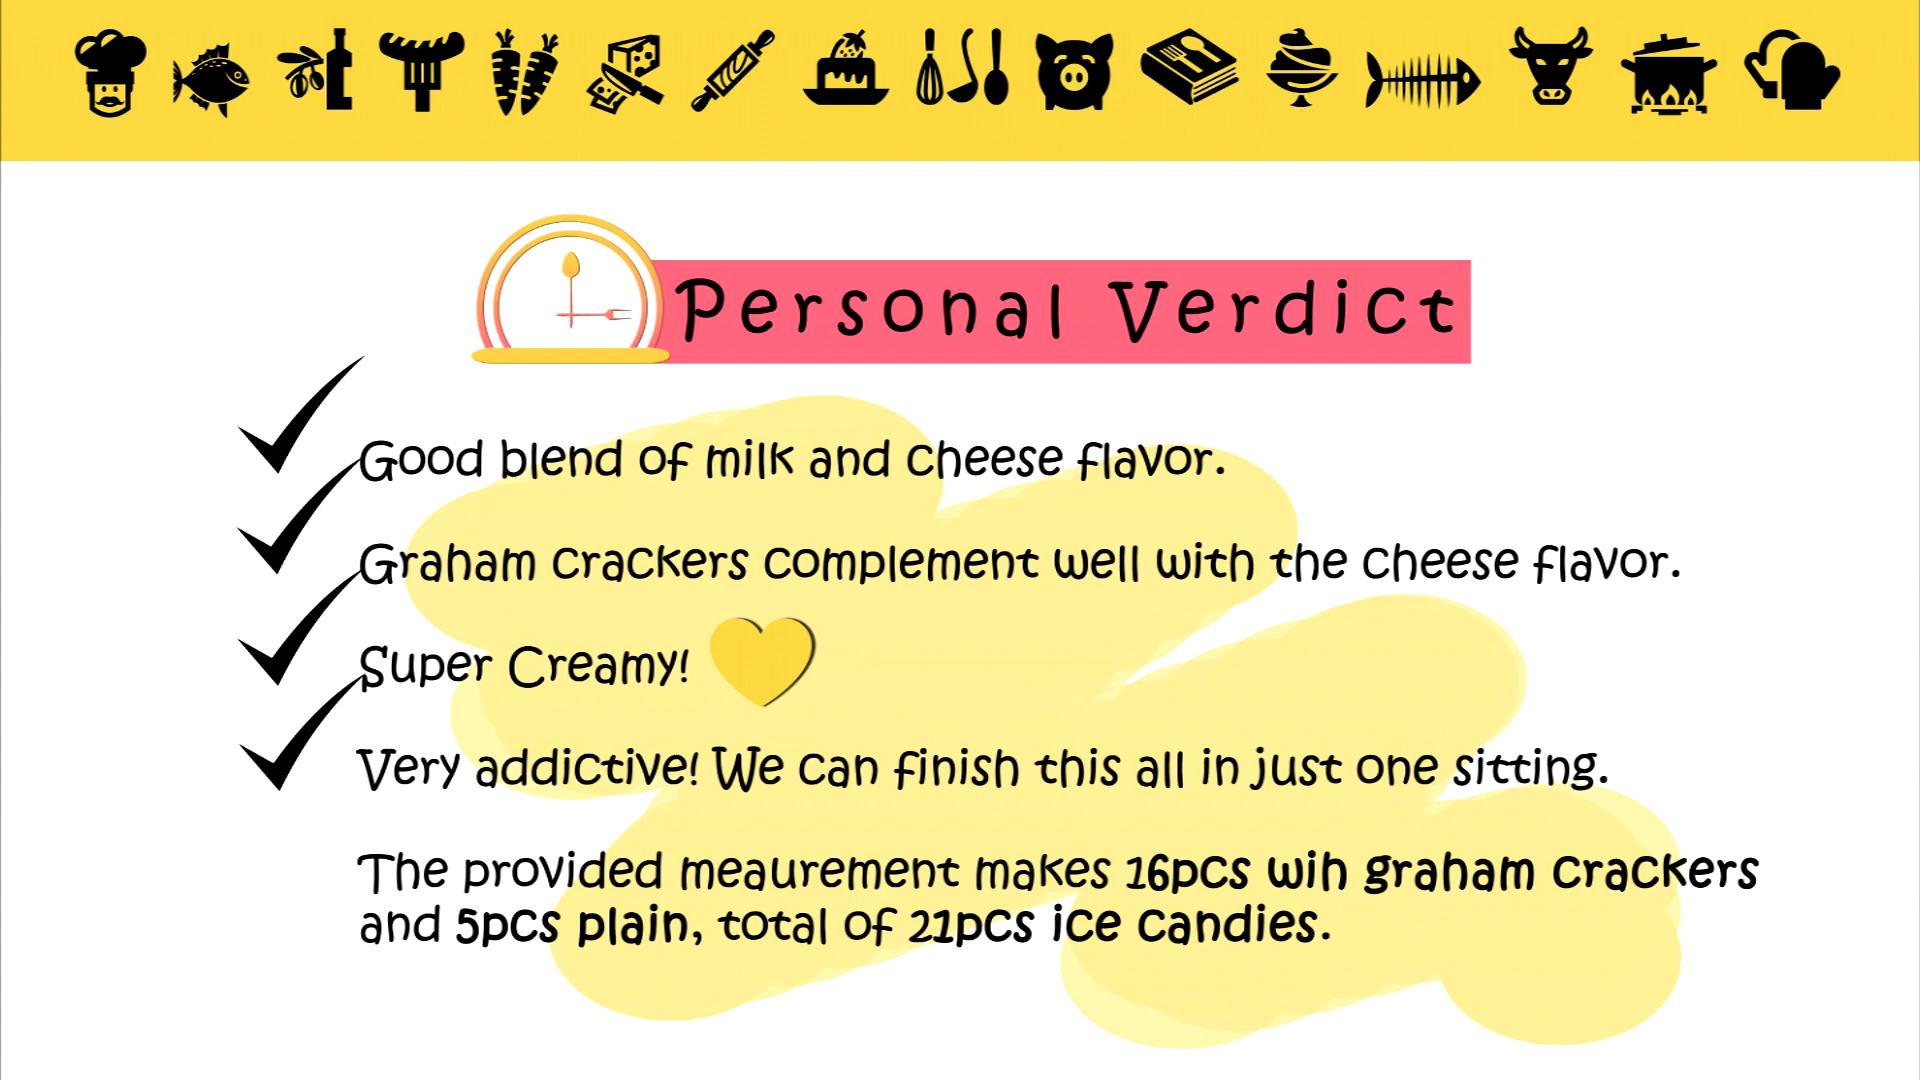 Personal Verdict
Good blend of milk and cheese flavor.
Graham crackers complement well with the cheese flavor.
Super Creamy!
Very addictive! We can finish this all in just one sitting.
The provided meaurement makes 16pcs wih graham crackers
and 5pcs plain, total of 21pcs ice candies.